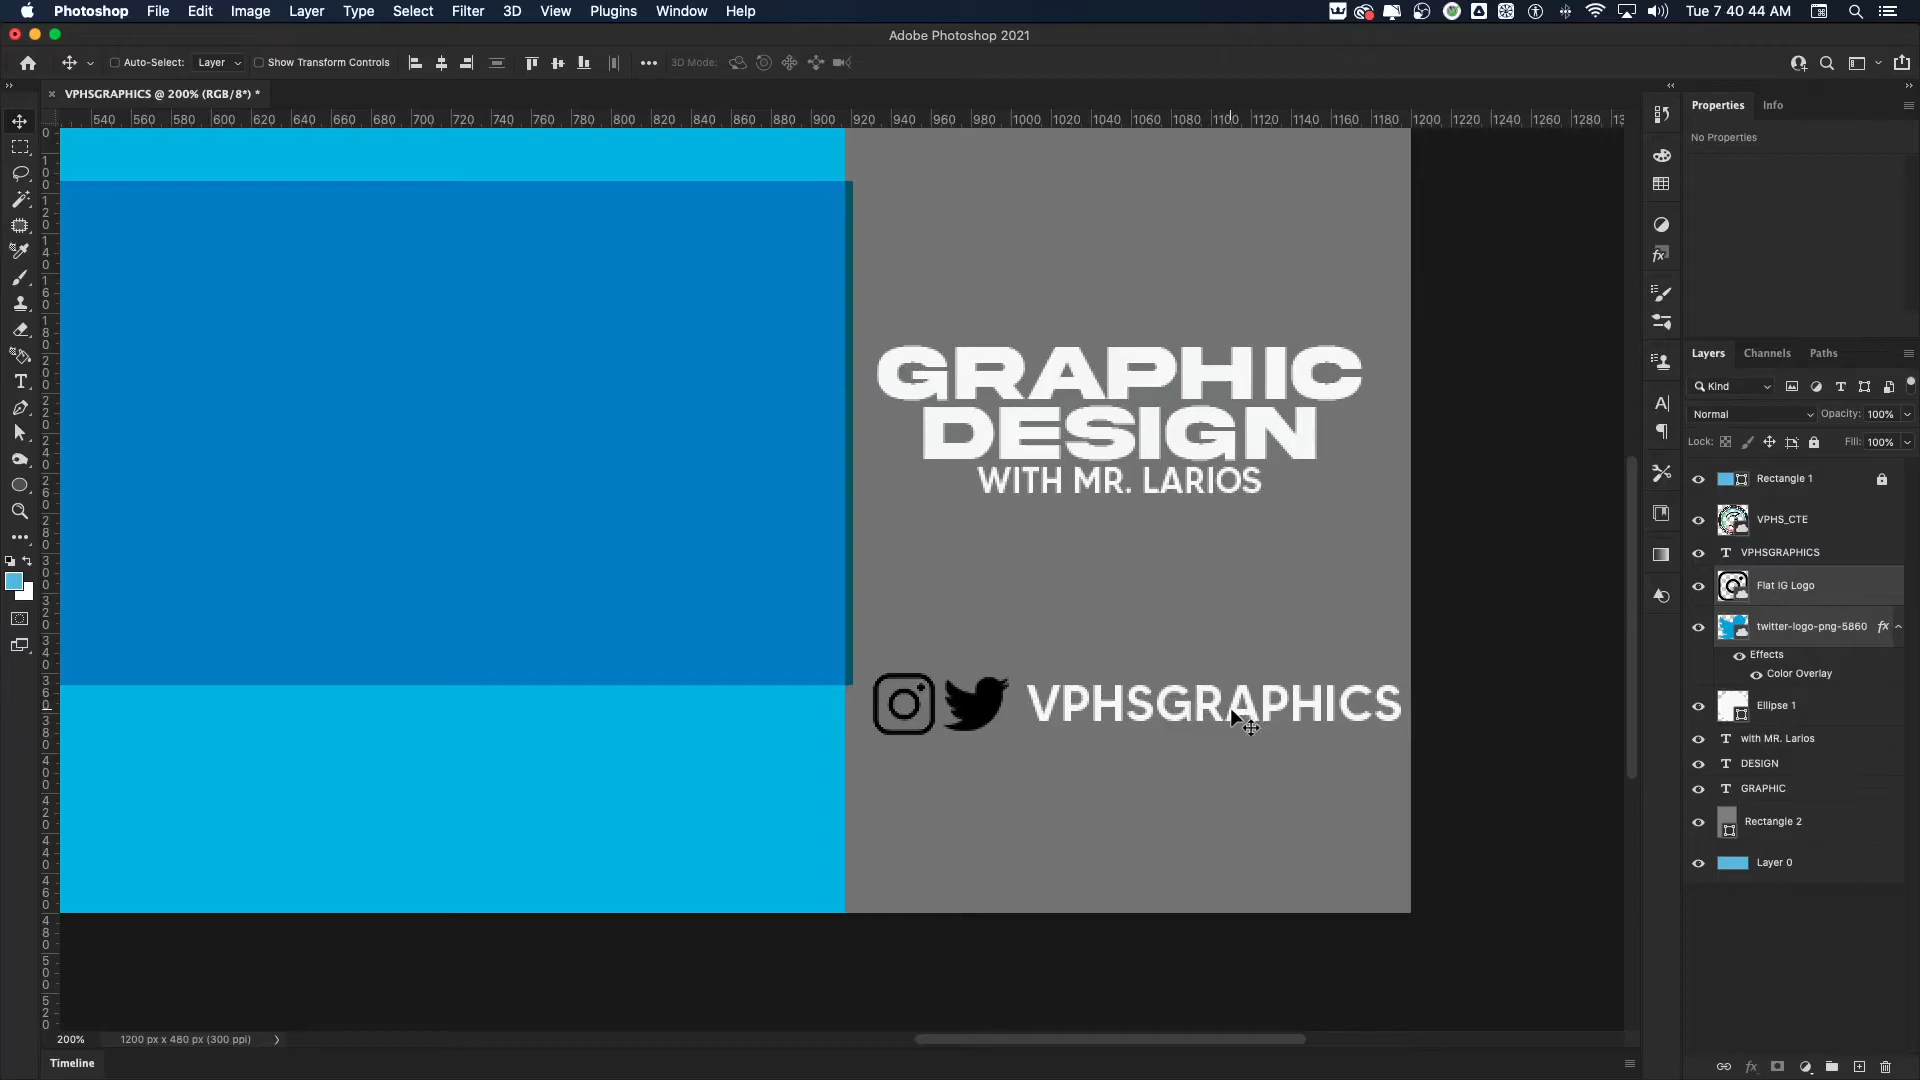 Photoshop File Edit Image Layer Type Select Filter 3D View Plugins Window Help Tue 7 40 44 AM
Adobe Photoshop 2021
Auto-Select: Layer Show Transform Controls 3D Mode:
VPHSGRAPHICS @ 200% (RGB/8*) *
540 560 580 600 620 640 660 680 700 720 740 760 780 800 820 840 860 880 900 920 940 960 980 1000 1020 1040 1060 1080 1100 1120 1140 1160 1180 1200 1220 1240 1260 1280
Properties Info
No Properties
GRAPHIC
DESIGN
WITH MR. LARIOS
VPHSGRAPHICS
Layers Channels Paths
Kind
Normal Opacity: 100%
Lock: Fill: 100%
Rectangle 1
VPHS_CTE
VPHSGRAPHICS
Flat IG Logo
twitter-logo-png-5860 fx
Effects
Color Overlay
Ellipse 1
with MR. Larios
DESIGN
GRAPHIC
Rectangle 2
Layer 0
200% 1200 px x 480 px (300 ppi)
Timeline